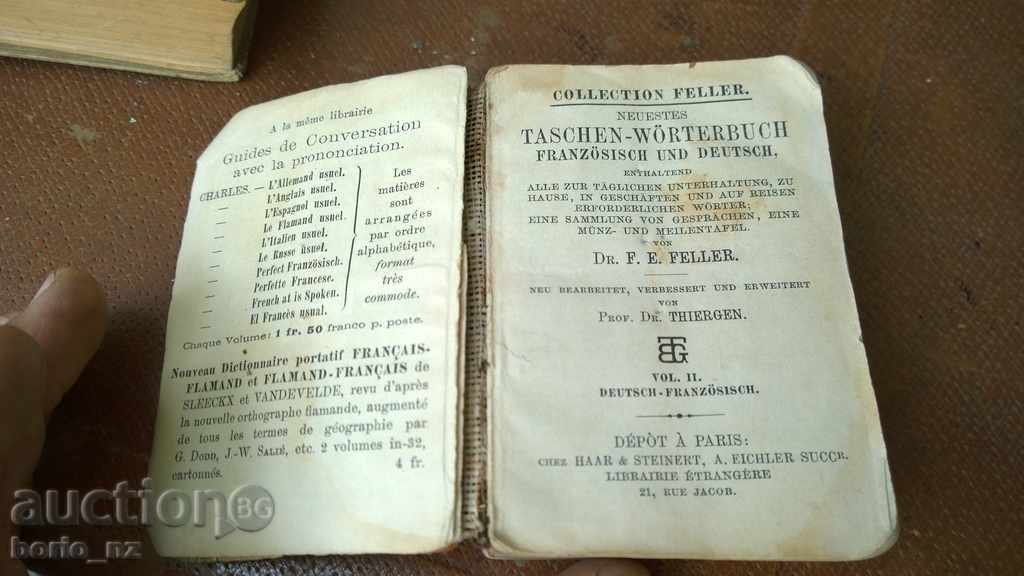 A la même librairie
Guides de Conversation
avec la prononciation.
CHARLES. — L'Allemand usuel.
— L'Anglais usuel.
— L'Espagnol usuel.
— Le Flamand usuel.
— L'Italien usuel.
— Le Russe usuel.
— Perfect Französisch.
— Perfette Francese.
— French at is Spoken.
— El Francès usual.
Les
matières
sont
arrangées
par ordre
alphabétique,
format
très
commode.
Chaque Volume: 1 fr. 50 franco p. poste.
Nouveau Dictionnaire portatif FRANÇAIS-
FLAMAND et FLAMAND-FRANÇAIS de
SLEECKX et VANDEVELDE, revu d'après
la nouvelle orthographe flamande, augmenté
de tous les termes de géographie par
G. Dodd, J.-W. Salié, etc. 2 volumes in-32,
cartonnés. 4 fr.
COLLECTION FELLER.
NEUESTES
TASCHEN-WÖRTERBUCH
FRANZÖSISCH UND DEUTSCH,
ENTHALTEND
ALLE ZUR TÄGLICHEN UNTERHALTUNG, ZU
HAUSE, IN GESCHÄFTEN UND AUF REISEN
ERFORDERLICHEN WÖRTER;
EINE SAMMLUNG VON GESPRÄCHEN, EINE
MÜNZ- UND MEILENTAFEL.
VON
DR. F. E. FELLER.
NEU BEARBEITET, VERBESSERT UND ERWEITERT
VON
PROF. DR. THIERGEN.
BTG
VOL. II.
DEUTSCH-FRANZÖSISCH.
DÉPÔT À PARIS:
CHEZ HAAR & STEINERT, A. EICHLER SUCCR.
LIBRAIRIE ÉTRANGÈRE
21, RUE JACOB.
auction BG
borio_nz